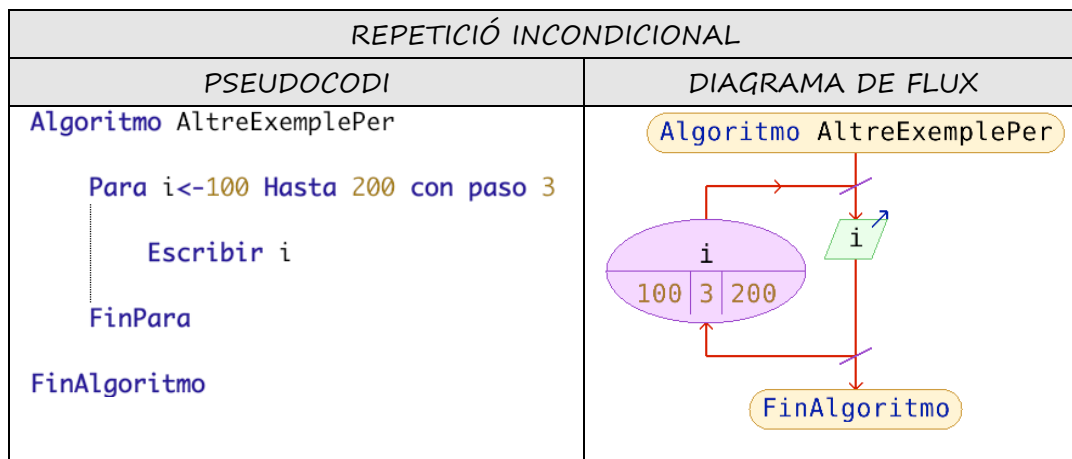 REPETICIÓ INCONDICIONAL
PSEUDOCODI
DIAGRAMA DE FLUX
Algoritmo AltreExemplePer
Para i<-100 Hasta 200 con paso 3
Escribir i
FinPara
FinAlgoritmo
Algoritmo AltreExemplePer
i
i
100 3 200
FinAlgoritmo